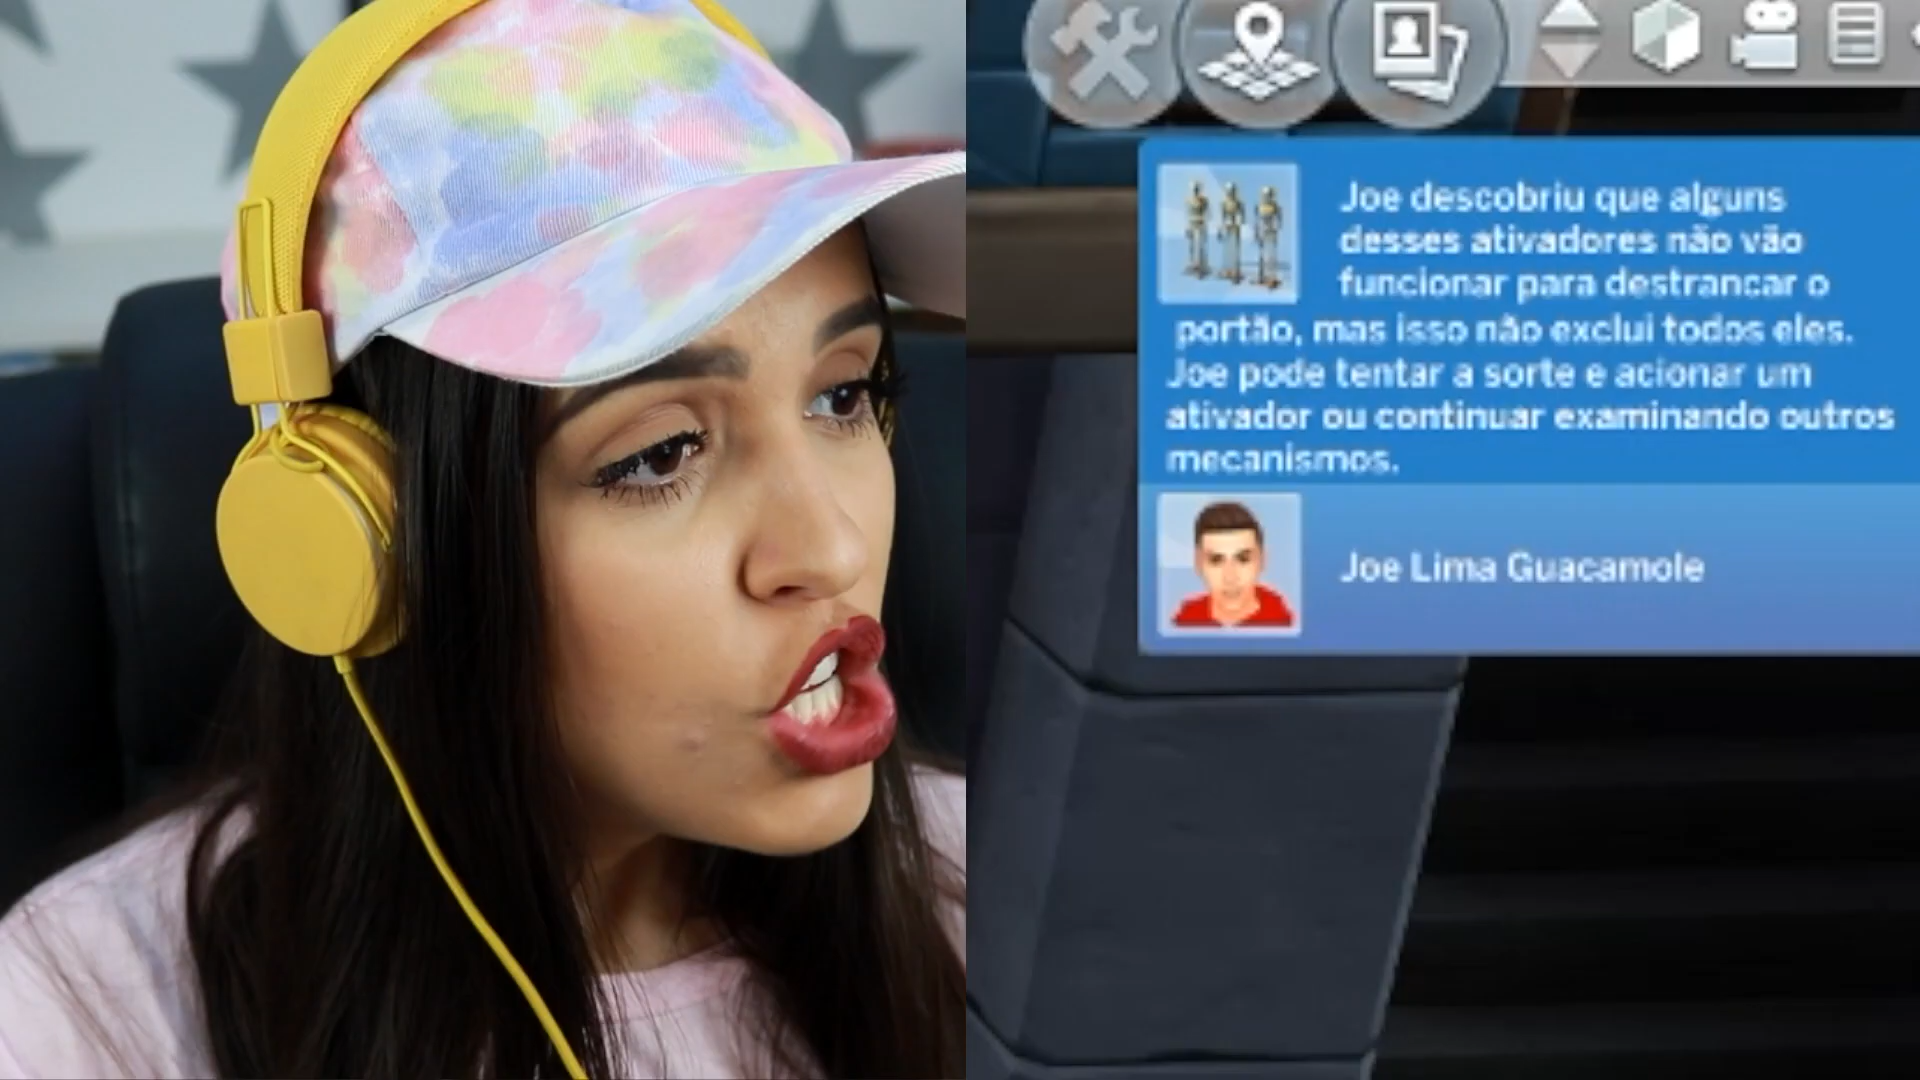 Joe descobriu que alguns
desses ativadores não vão
funcionar para destrancar o
portão, mas isso não exclui todos eles.
Joe pode tentar a sorte e acionar um
ativador ou continuar examinando outros
mecanismos.
Joe Lima Guacamole